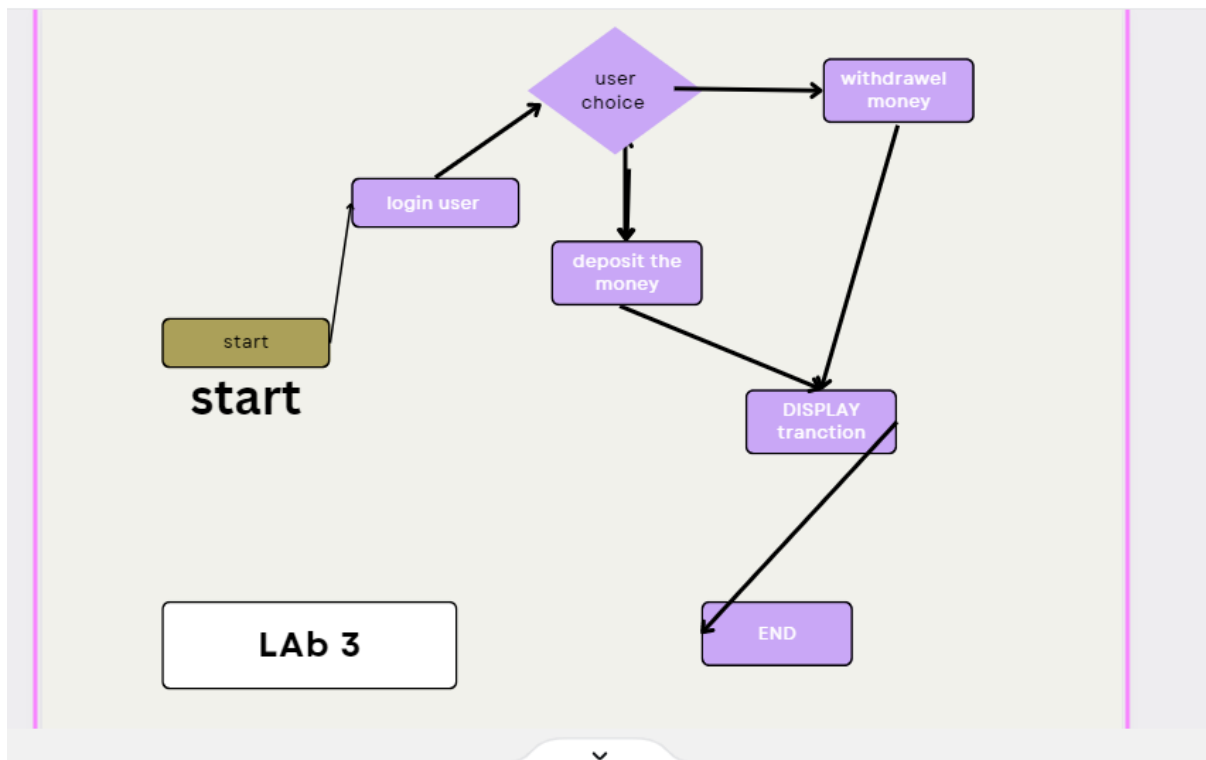 user
choice
withdrawel
money
login user
deposit the
money
start
start
DISPLAY
tranction
LAb 3
END